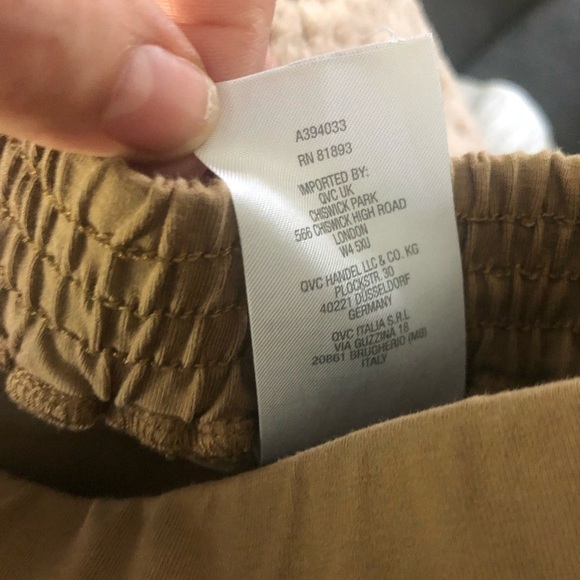 A394033
RN 81893
IMPORTED BY:
QVC UK
CHISWICK PARK
566 CHISWICK HIGH ROAD
LONDON
W4 5XU
QVC HANDEL LLC & CO. KG
PLOCKSTR. 30
40221 DÜSSELDORF
GERMANY
QVC ITALIA S.R.L
VIA GUZZINA 18
20861 BRUGHERIO (MB)
ITALY